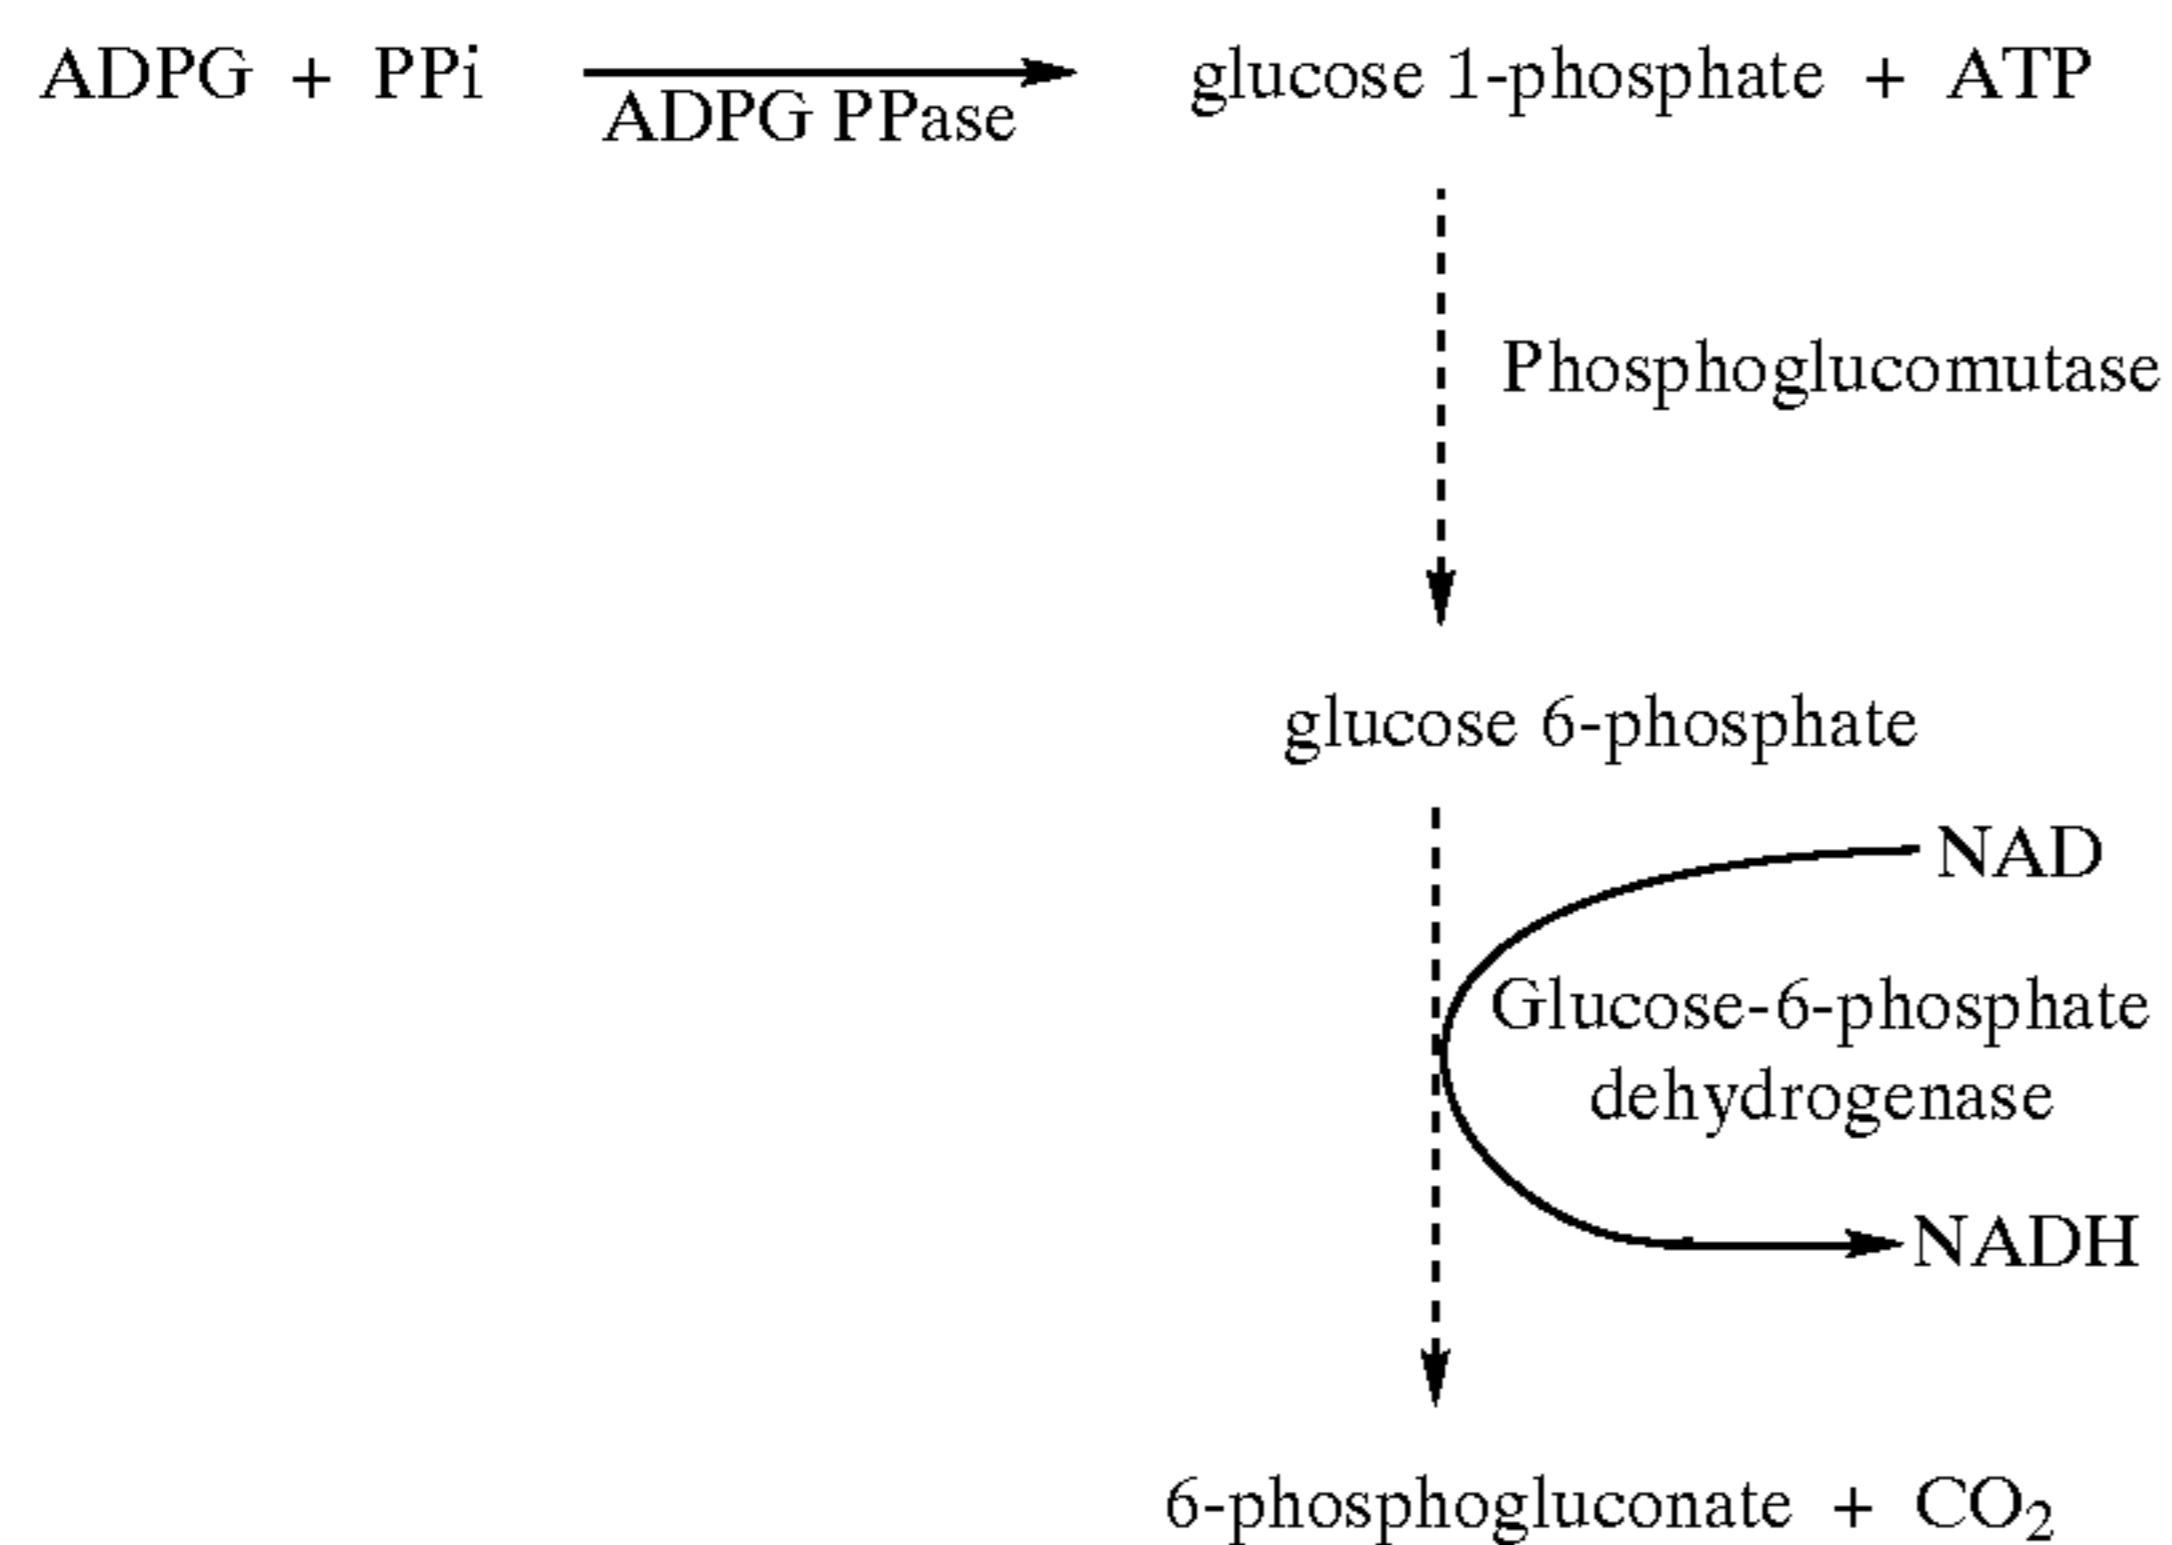 ADPG + PPi
ADPG PPase
glucose 1-phosphate + ATP
Phosphoglucomutase
glucose 6-phosphate
NAD
Glucose-6-phosphate
dehydrogenase
NADH
6-phosphogluconate + CO₂